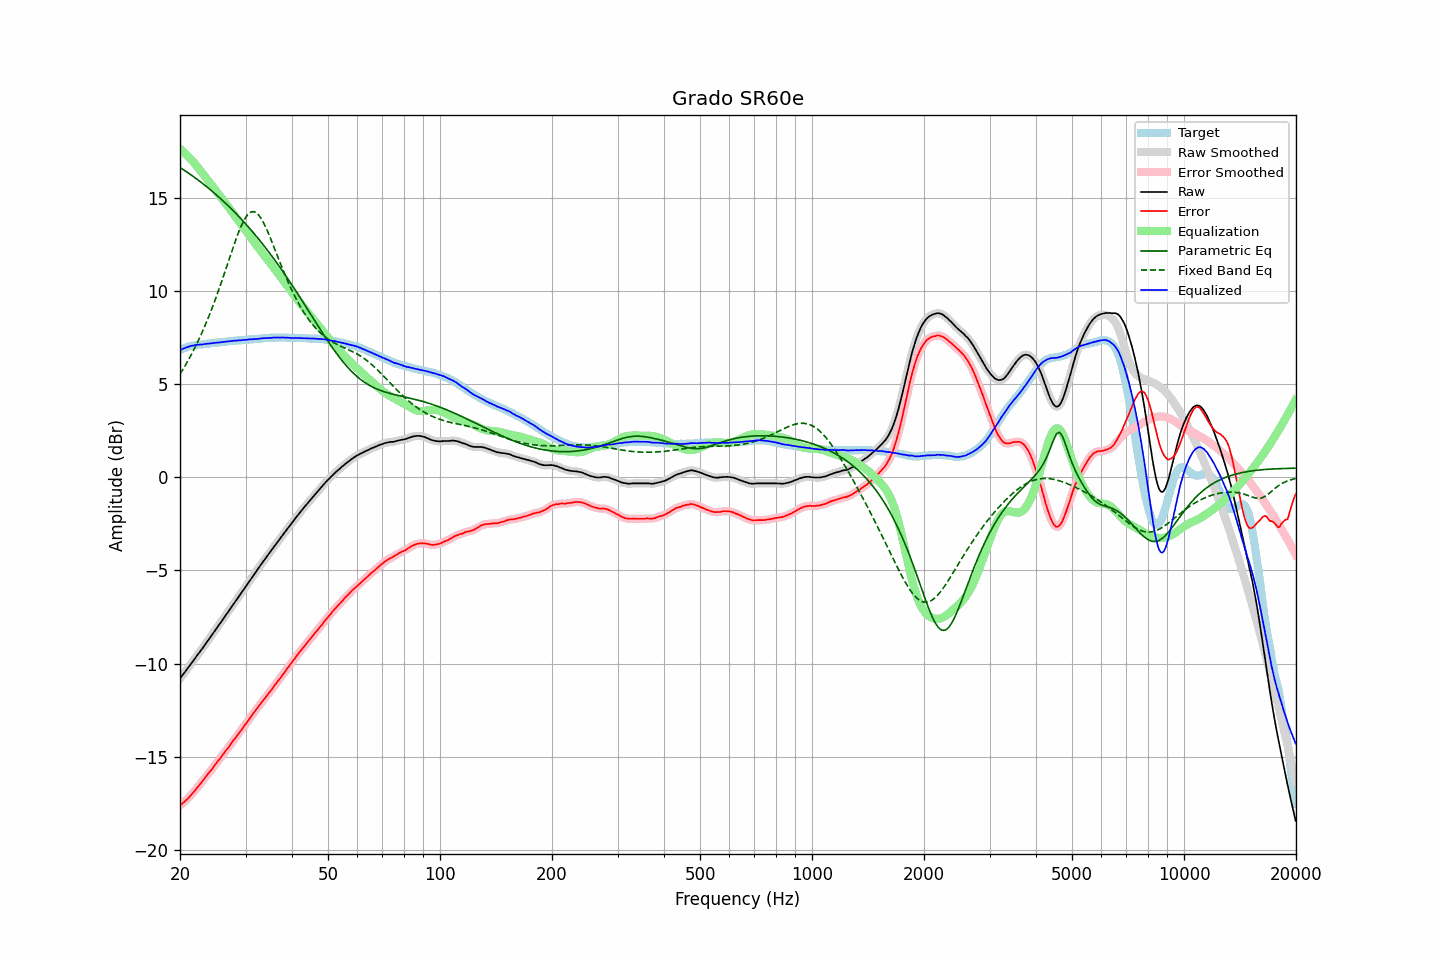 Grado SR60e
Amplitude (dBr)
15
10
5
0
−5
−10
−15
−20
Target
Raw Smoothed
Error Smoothed
Raw
Error
Equalization
Parametric Eq
Fixed Band Eq
Equalized
20 50 100 200 500 1000 2000 5000 10000 20000
Frequency (Hz)